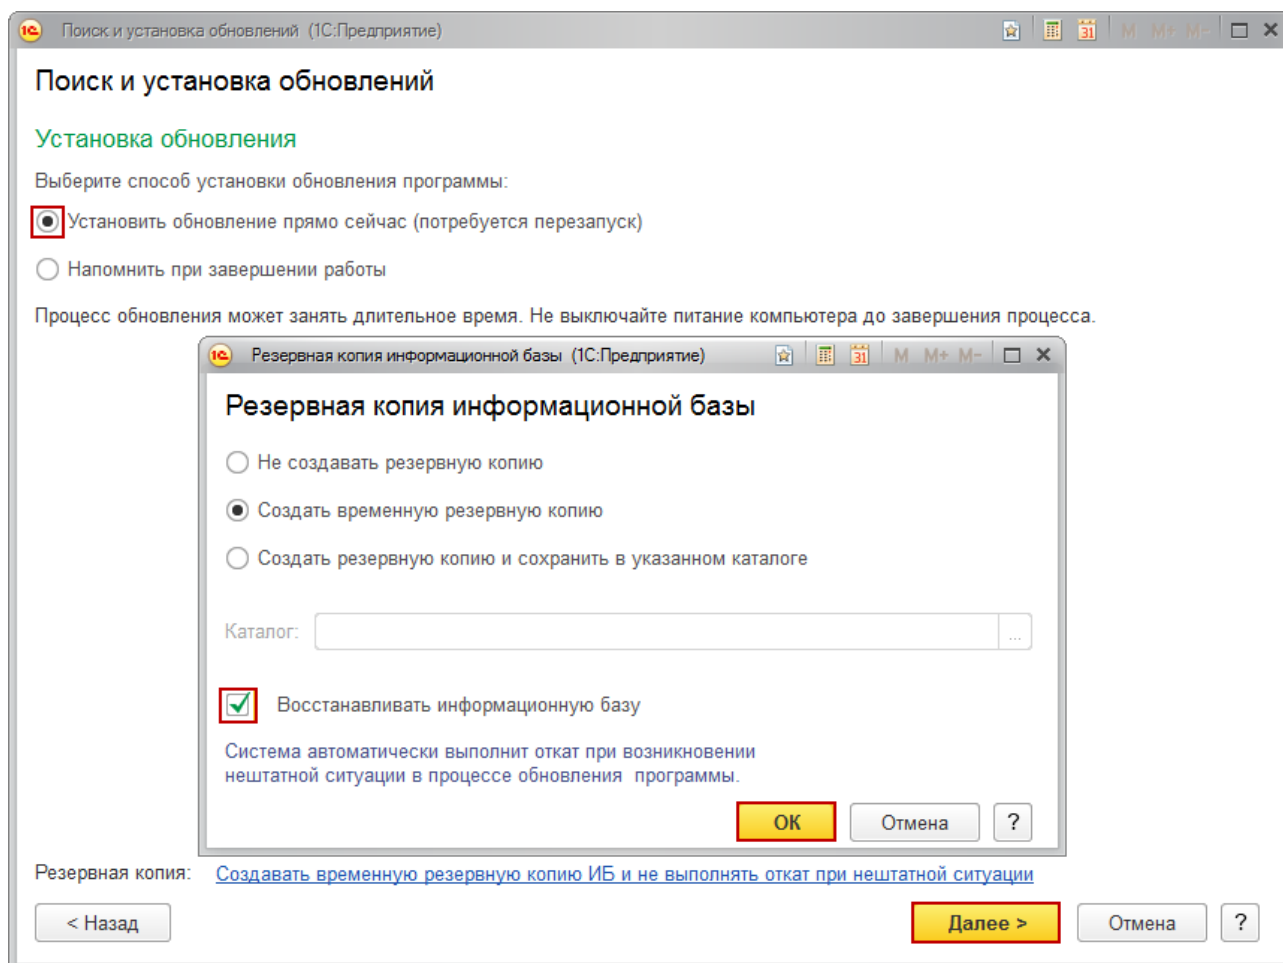 Поиск и установка обновлений (1С:Предприятие)
31 M M+ M-
Поиск и установка обновлений
Установка обновления
Выберите способ установки обновления программы:
Установить обновление прямо сейчас (потребуется перезапуск)
Напомнить при завершении работы
Процесс обновления может занять длительное время. Не выключайте питание компьютера до завершения процесса.
Резервная копия информационной базы (1С:Предприятие)
31 M M+ M-
Резервная копия информационной базы
Не создавать резервную копию
Создать временную резервную копию
Создать резервную копию и сохранить в указанном каталоге
Каталог: ...
Восстанавливать информационную базу
Система автоматически выполнит откат при возникновении
нештатной ситуации в процессе обновления программы.
ОК Отмена ?
Резервная копия: Создавать временную резервную копию ИБ и не выполнять откат при нештатной ситуации
< Назад Далее > Отмена ?